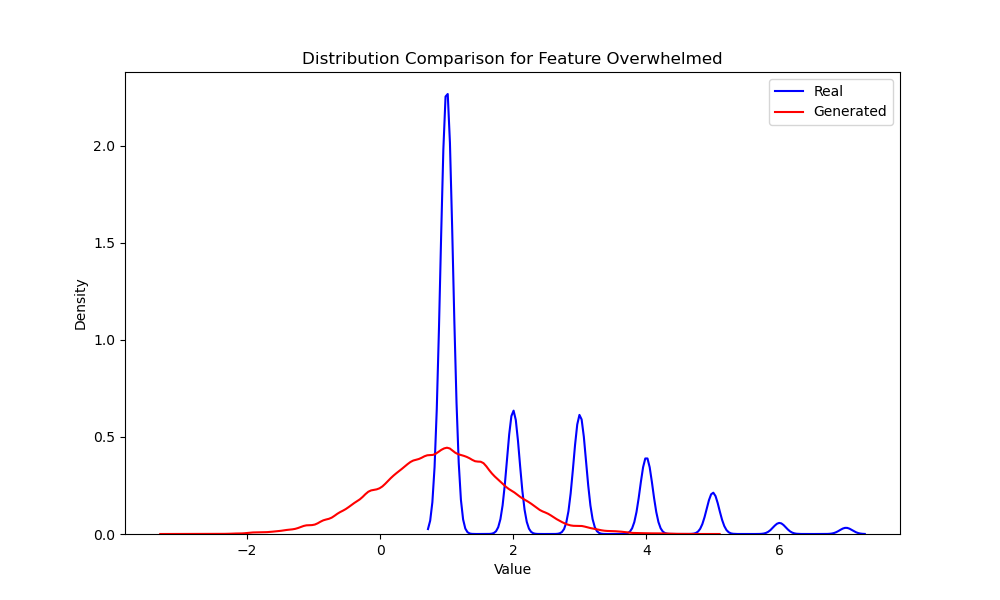 Distribution Comparison for Feature Overwhelmed
Real
Generated
Density
2.0
1.5
1.0
0.5
0.0
−2
0
2
4
6
Value